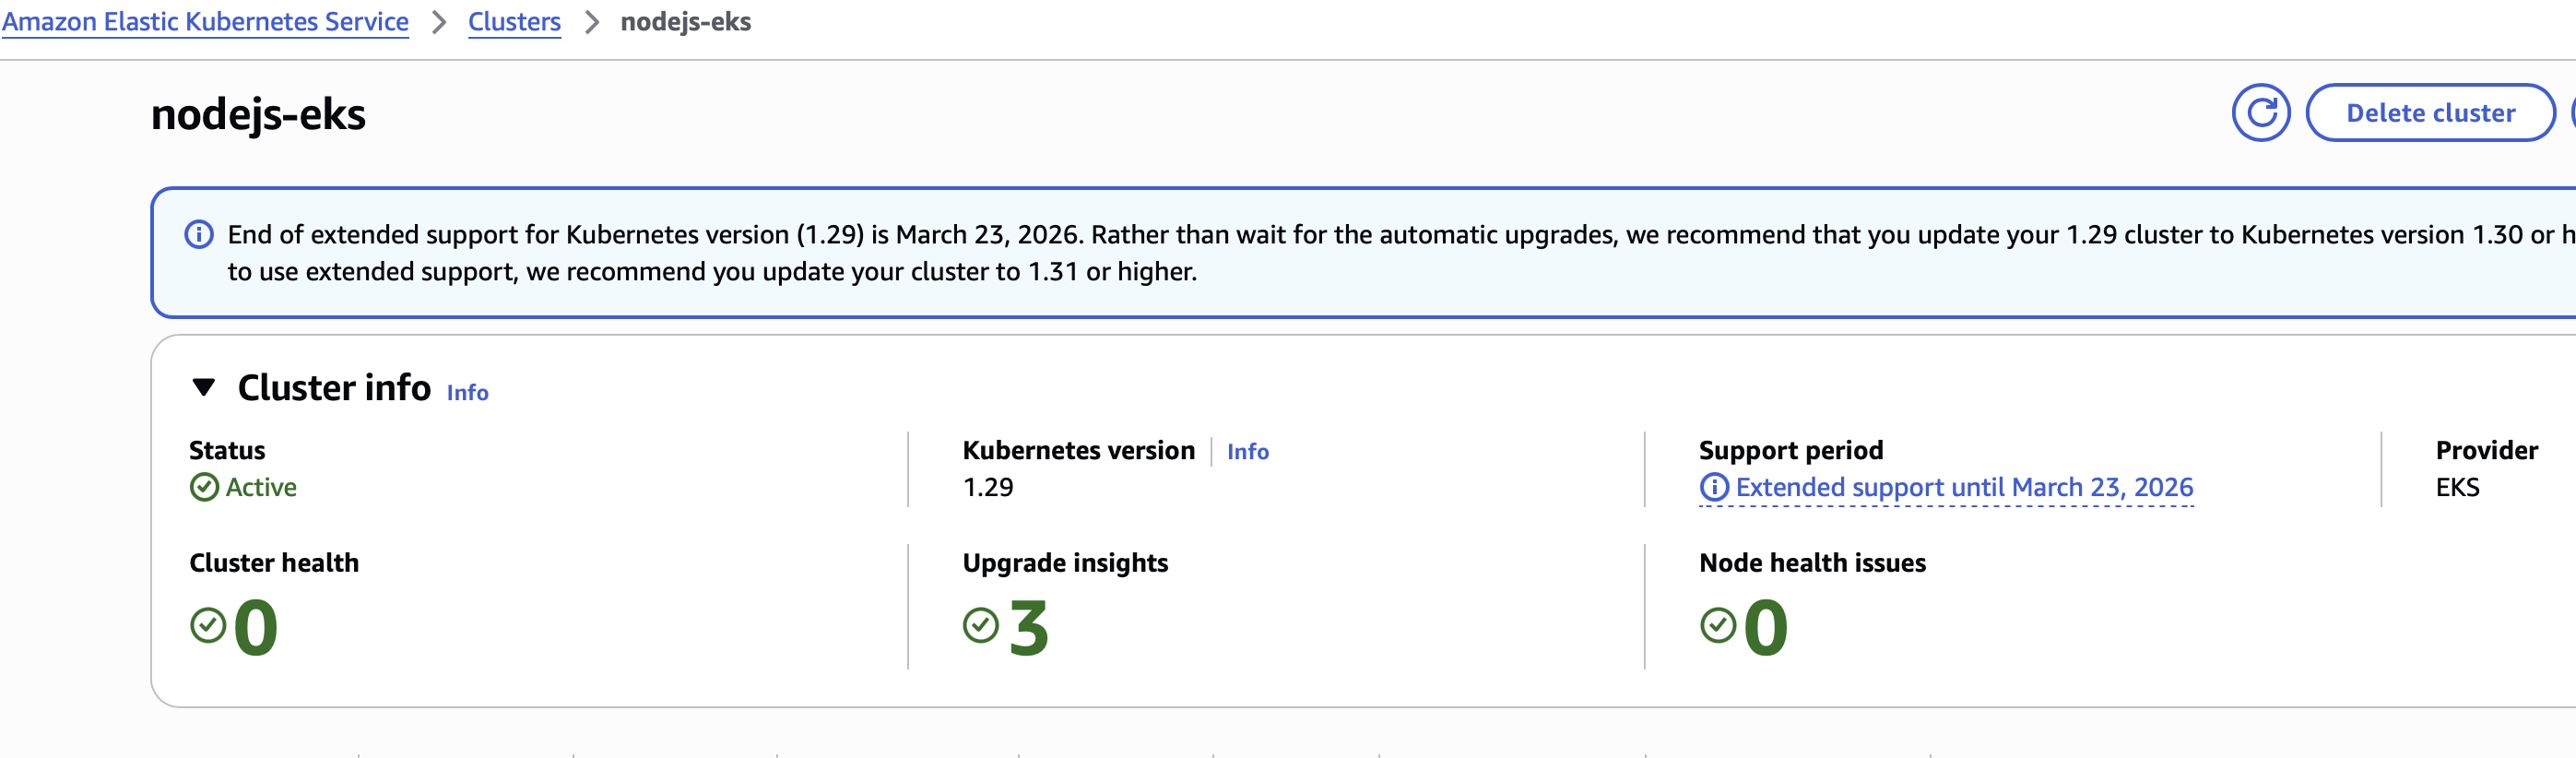 Amazon Elastic Kubernetes Service > Clusters > nodejs-eks
nodejs-eks
Delete cluster
End of extended support for Kubernetes version (1.29) is March 23, 2026. Rather than wait for the automatic upgrades, we recommend that you update your 1.29 cluster to Kubernetes version 1.30 or
to use extended support, we recommend you update your cluster to 1.31 or higher.
Cluster info Info
Status
Active
Kubernetes version Info
1.29
Support period
Extended support until March 23, 2026
Provider
EKS
Cluster health
0
Upgrade insights
3
Node health issues
0